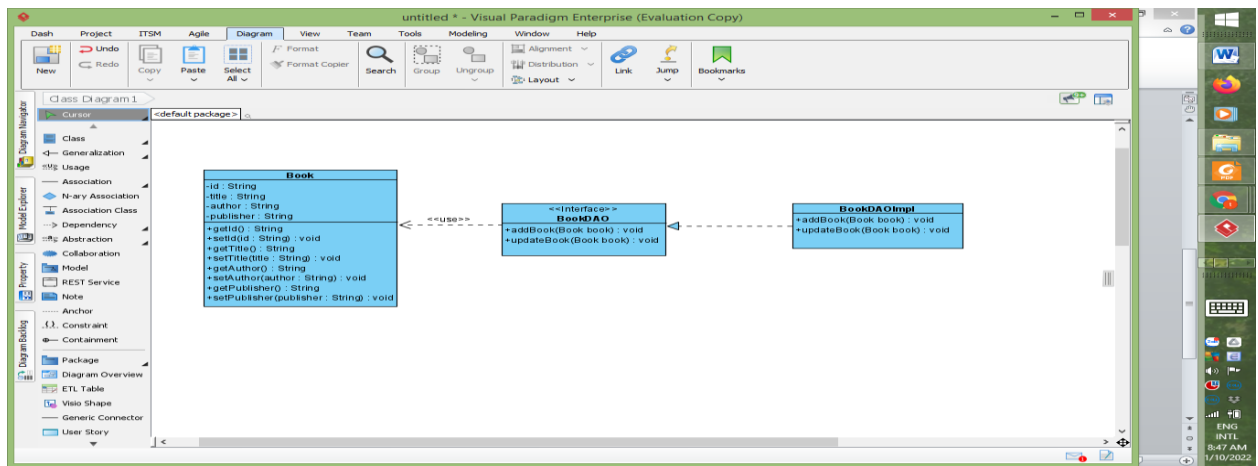 untitled * - Visual Paradigm Enterprise (Evaluation Copy)
Dash Project ITSM Agile Diagram View Team Tools Modeling Window Help
New
Undo
Redo
Copy
Paste
Select
All
Format
Format Copier
Search
Group
Ungroup
Alignment
Distribution
Layout
Link
Jump
Bookmarks
Class Diagram1
<default package>
Diagram Navigator
Model Explorer
Property
Diagram Backlog
Cursor
Class
Generalization
Usage
Association
N-ary Association
Association Class
Dependency
Abstraction
Collaboration
Model
REST Service
Note
Anchor
Constraint
Containment
Package
Diagram Overview
ETL Table
Visio Shape
Generic Connector
User Story
Book
-id : String
-title : String
-author : String
-publisher : String
+getId() : String
+setId(id : String) : void
+getTitle() : String
+setTitle(title : String) : void
+getAuthor() : String
+setAuthor(author : String) : void
+getPublisher() : String
+setPublisher(publisher : String) : void
<<use>>
<<Interface>>
BookDAO
+addBook(Book book) : void
+updateBook(Book book) : void
BookDAOImpl
+addBook(Book book) : void
+updateBook(Book book) : void
ENG
INTL
8:47 AM
1/10/2022